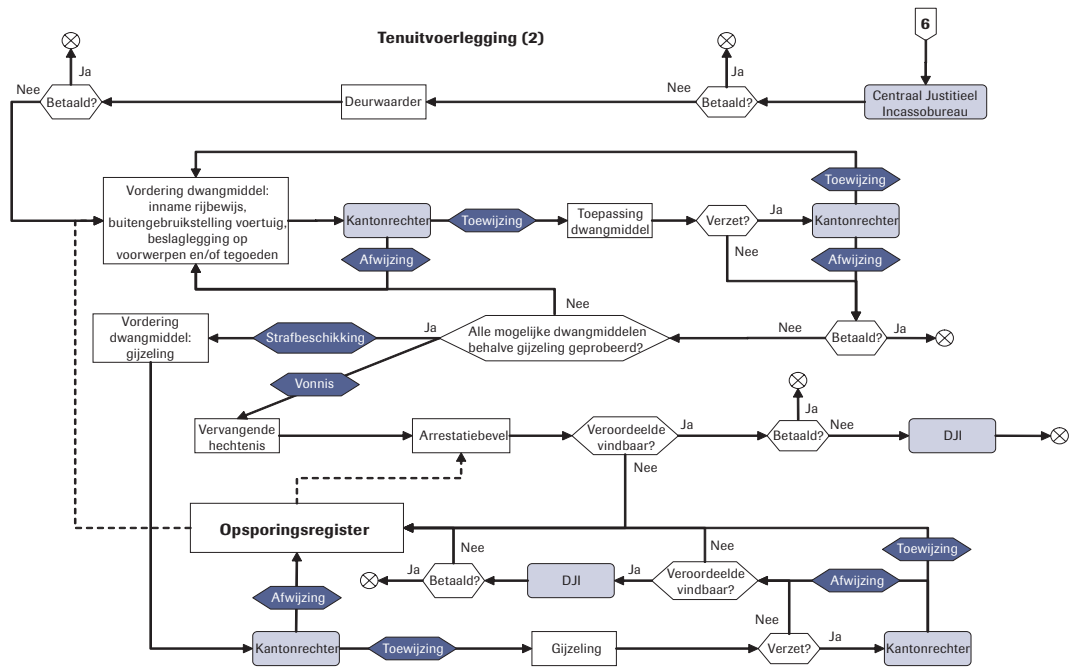 Tenuitvoerlegging (2)
6
Ja
Ja
Nee
Betaald?
Deurwaarder
Nee
Betaald?
Centraal Justitieel
Incassobureau
Vordering dwangmiddel:
inname rijbewijs,
buitengebruikstelling voertuig,
beslaglegging op
voorwerpen en/of tegoeden
Kantonrechter
Toewijzing
Afwijzing
Toepassing
dwangmiddel
Verzet?
Ja
Nee
Toewijzing
Kantonrechter
Afwijzing
Nee
Vordering
dwangmiddel:
gijzeling
Strafbeschikking
Ja
Alle mogelijke dwangmiddelen
behalve gijzeling geprobeerd?
Nee
Betaald?
Ja
Vonnis
Vervangende
hechtenis
Arrestatiebevel
Veroordeelde
vindbaar?
Ja
Nee
Ja
Betaald?
Nee
DJI
Opsporingsregister
Nee
Nee
Toewijzing
Ja
Betaald?
DJI
Ja
Veroordeelde
vindbaar?
Afwijzing
Afwijzing
Nee
Kantonrechter
Toewijzing
Gijzeling
Verzet?
Ja
Kantonrechter